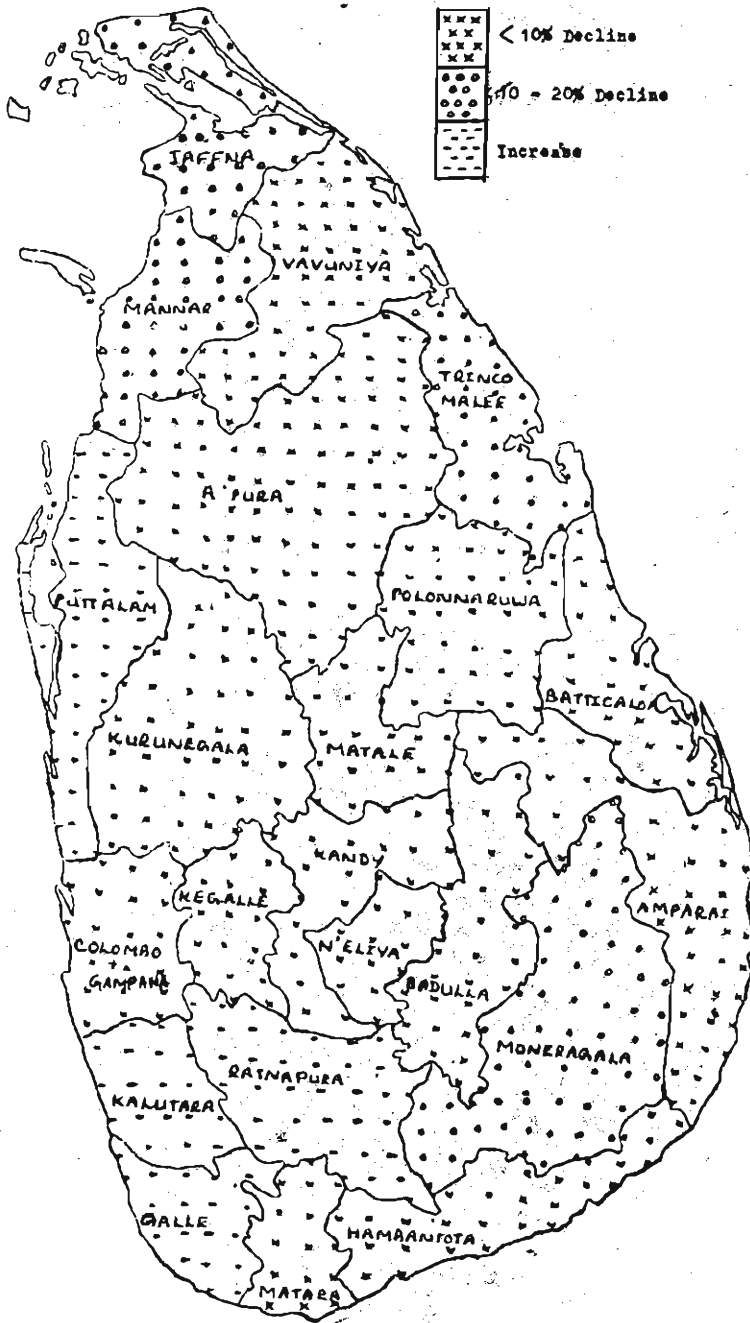 < 10% Decline
10 - 20% Decline
Increase
JAFFNA
VAVUNIYA
MANNAR
TRINCO
MALEE
A'PURA
PUTTALAM
POLONNARUWA
BATTICALOA
KURUNEGALA
MATALE
KANDY
KEGALLE
AMPARAI
N'ELIYA
COLOMBO
+
GAMPAHA
BADULLA
MONERAGALA
RATNAPURA
KALUTARA
GALLE
HAMBANTOTA
MATARA